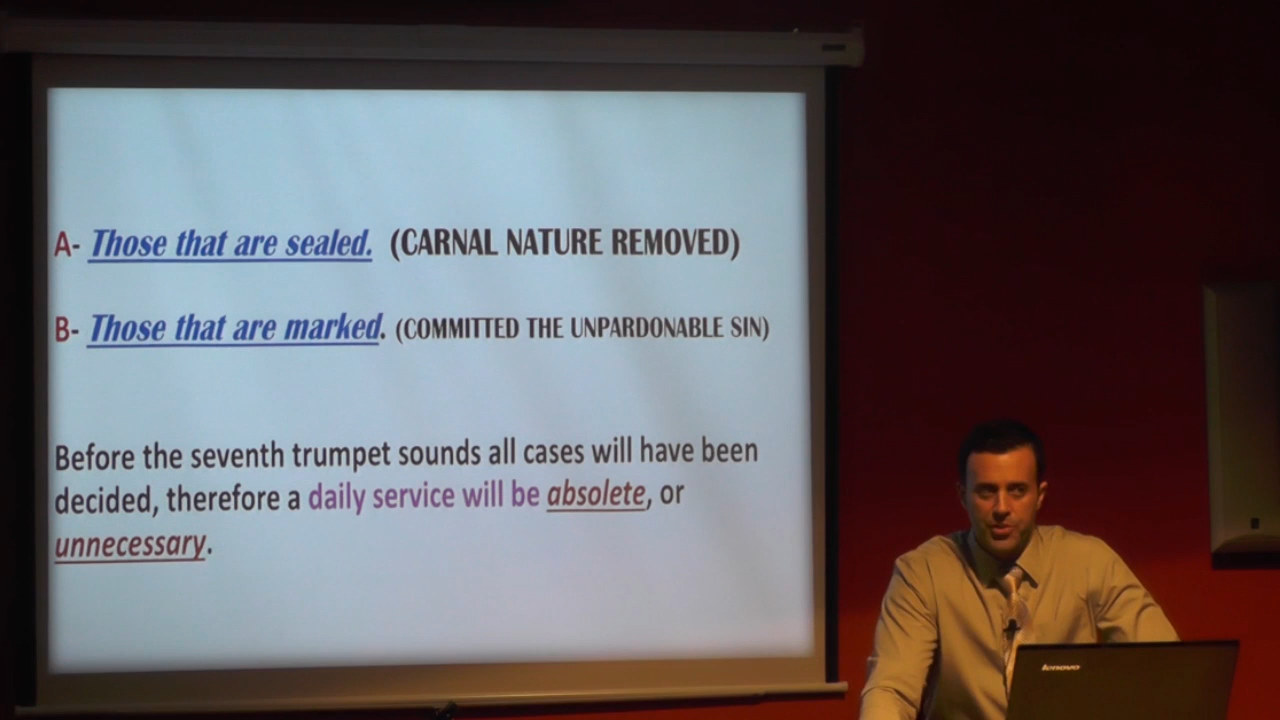 A- Those that are sealed. (CARNAL NATURE REMOVED)
B- Those that are marked. (COMMITTED THE UNPARDONABLE SIN)
Before the seventh trumpet sounds all cases will have been
decided, therefore a daily service will be absolete, or
unnecessary.
lenovo